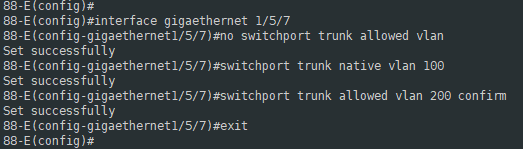 88-E(config)#
88-E(config)#interface gigaethernet 1/5/7
88-E(config-gigaethernet1/5/7)#no switchport trunk allowed vlan
Set successfully
88-E(config-gigaethernet1/5/7)#switchport trunk native vlan 100
Set successfully
88-E(config-gigaethernet1/5/7)#switchport trunk allowed vlan 200 confirm
Set successfully
88-E(config-gigaethernet1/5/7)#exit
88-E(config)#